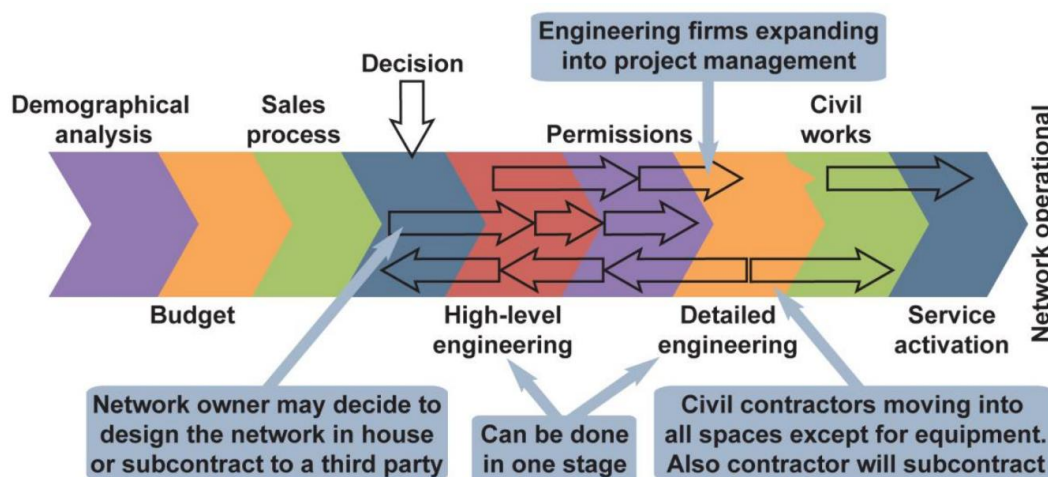 Engineering firms expanding
into project management
Decision
Demographical
analysis
Sales
process
Permissions
Civil
works
Network operational
Budget
High-level
engineering
Detailed
engineering
Service
activation
Network owner may decide to
design the network in house
or subcontract to a third party
Can be done
in one stage
Civil contractors moving into
all spaces except for equipment.
Also contractor will subcontract